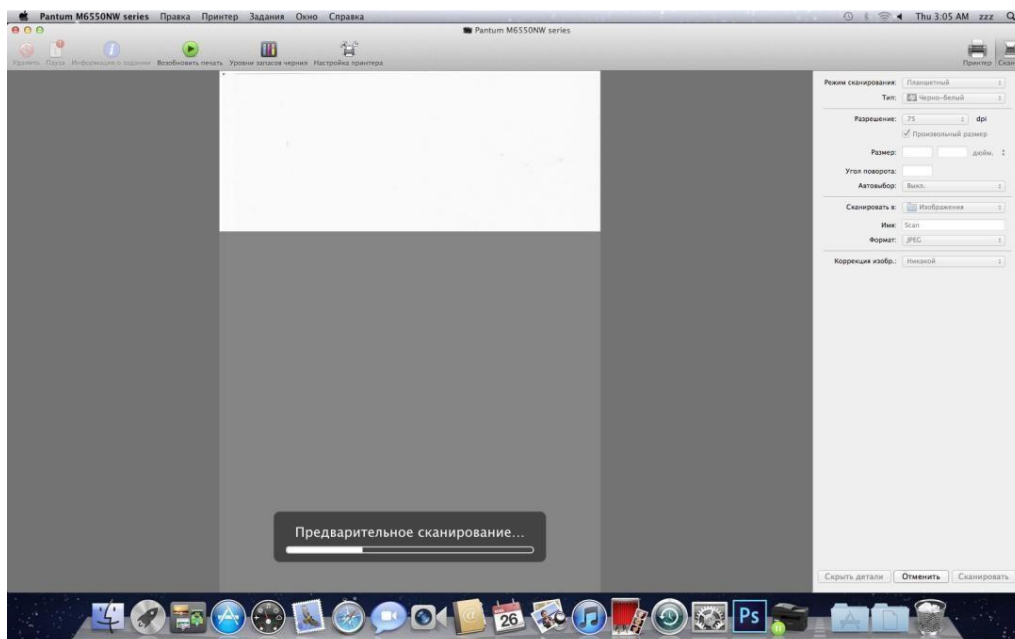 Pantum M6550NW series Правка Принтер Задания Окно Справка Thu 3:05 AM zzz
Pantum M6550NW series
Удалить Пауза Информация о задании Возобновить печать Уровни запасов чернил Настройка принтера Принтер Скан
Режим сканирования: Планшетный
Тип: Черно-белый
Разрешение: 75 dpi
Произвольный размер
Размер: дюйм.
Угол поворота:
Автовыбор: Выкл.
Сканировать в: Изображения
Имя: Scan
Формат: JPEG
Коррекция изобр.: Никакой
Предварительное сканирование...
Скрыть детали Отменить Сканировать
26
Ps